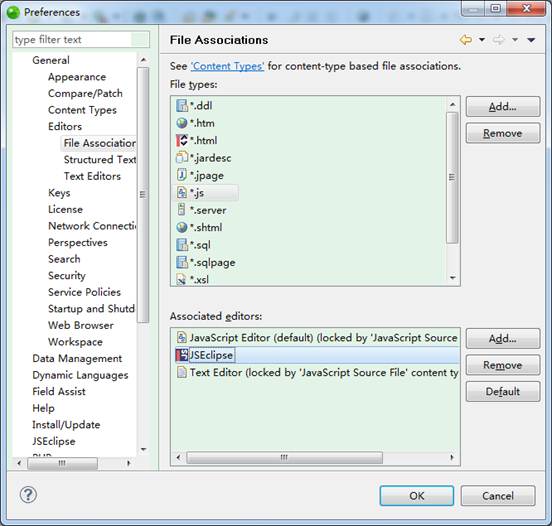 Preferences
type filter text
General
Appearance
Compare/Patch
Content Types
Editors
File Association
Structured Text
Text Editors
Keys
License
Network Connectio
Perspectives
Search
Security
Service Policies
Startup and Shutd
Web Browser
Workspace
Data Management
Dynamic Languages
Field Assist
Help
Install/Update
JSEclipse
File Associations
See 'Content Types' for content-type based file associations.
File types:
*.ddl
*.htm
*.html
*.jardesc
*.jpage
*.js
*.server
*.shtml
*.sql
*.sqlpage
*.xsl
Add...
Remove
Associated editors:
JavaScript Editor (default) (locked by 'JavaScript Source
JSEclipse
Text Editor (locked by 'JavaScript Source File' content ty
Add...
Remove
Default
OK
Cancel